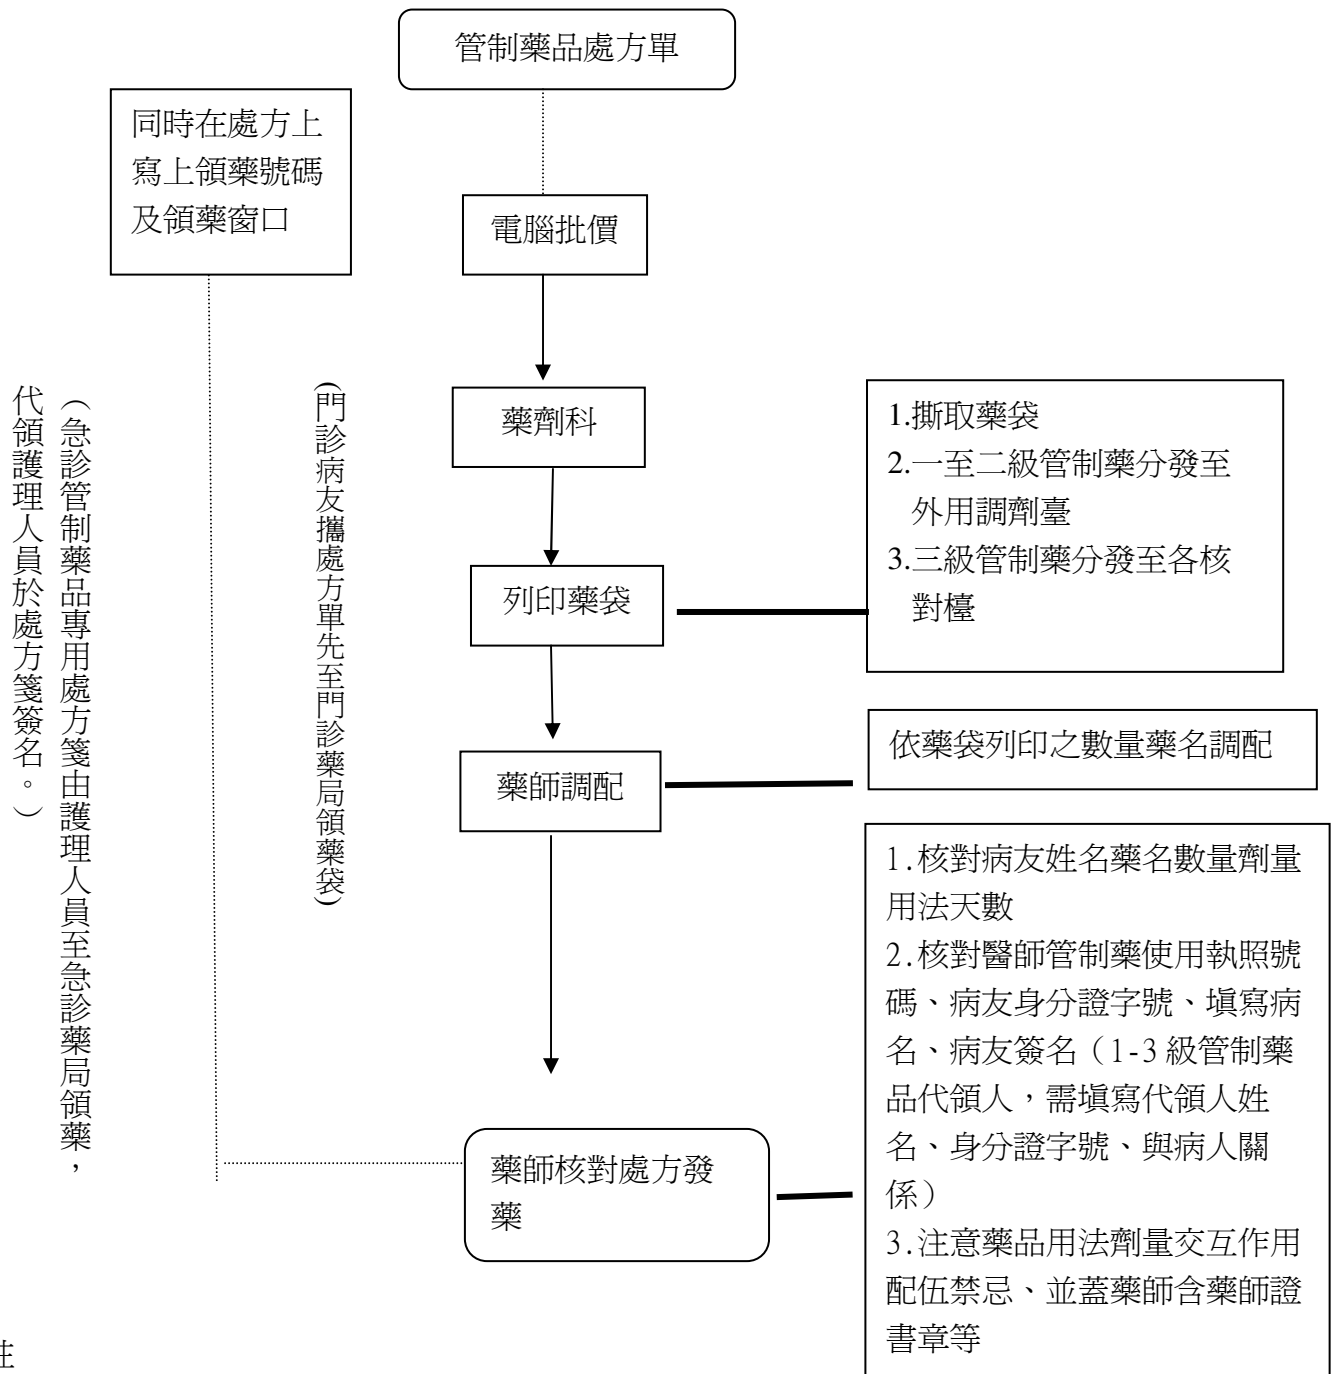 管制藥品處方單
同時在處方上
寫上領藥號碼
及領藥窗口
電腦批價
(門診病友攜處方單先至門診藥局領藥袋)
（急診管制藥品專用處方箋由護理人員至急診藥局領藥，
代領護理人員於處方箋簽名。）
藥劑科
1.撕取藥袋
2.一至二級管制藥分發至
外用調劑臺
3.三級管制藥分發至各核
對檯
列印藥袋
依藥袋列印之數量藥名調配
藥師調配
1.核對病友姓名藥名數量劑量
用法天數
2.核對醫師管制藥使用執照號
碼、病友身分證字號、填寫病
名、病友簽名（1-3 級管制藥
品代領人，需填寫代領人姓
名、身分證字號、與病人關
係）
3.注意藥品用法劑量交互作用
配伍禁忌、並蓋藥師含藥師證
書章等
藥師核對處方發
藥